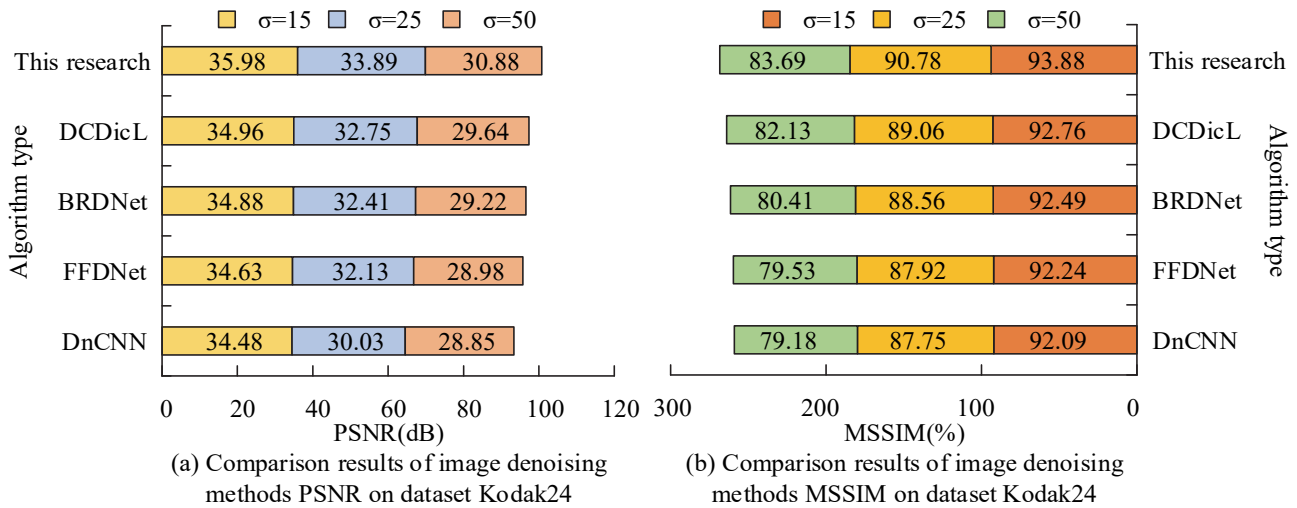 σ=15 σ=25 σ=50
This research 35.98 33.89 30.88
DCDicL 34.96 32.75 29.64
BRDNet 34.88 32.41 29.22
FFDNet 34.63 32.13 28.98
DnCNN 34.48 30.03 28.85
Algorithm type
0 20 40 60 80 100 120
PSNR(dB)
(a) Comparison results of image denoising
methods PSNR on dataset Kodak24
σ=15 σ=25 σ=50
83.69 90.78 93.88 This research
82.13 89.06 92.76 DCDicL
80.41 88.56 92.49 BRDNet
79.53 87.92 92.24 FFDNet
79.18 87.75 92.09 DnCNN
Algorithm type
300 200 100 0
MSSIM(%)
(b) Comparison results of image denoising
methods MSSIM on dataset Kodak24